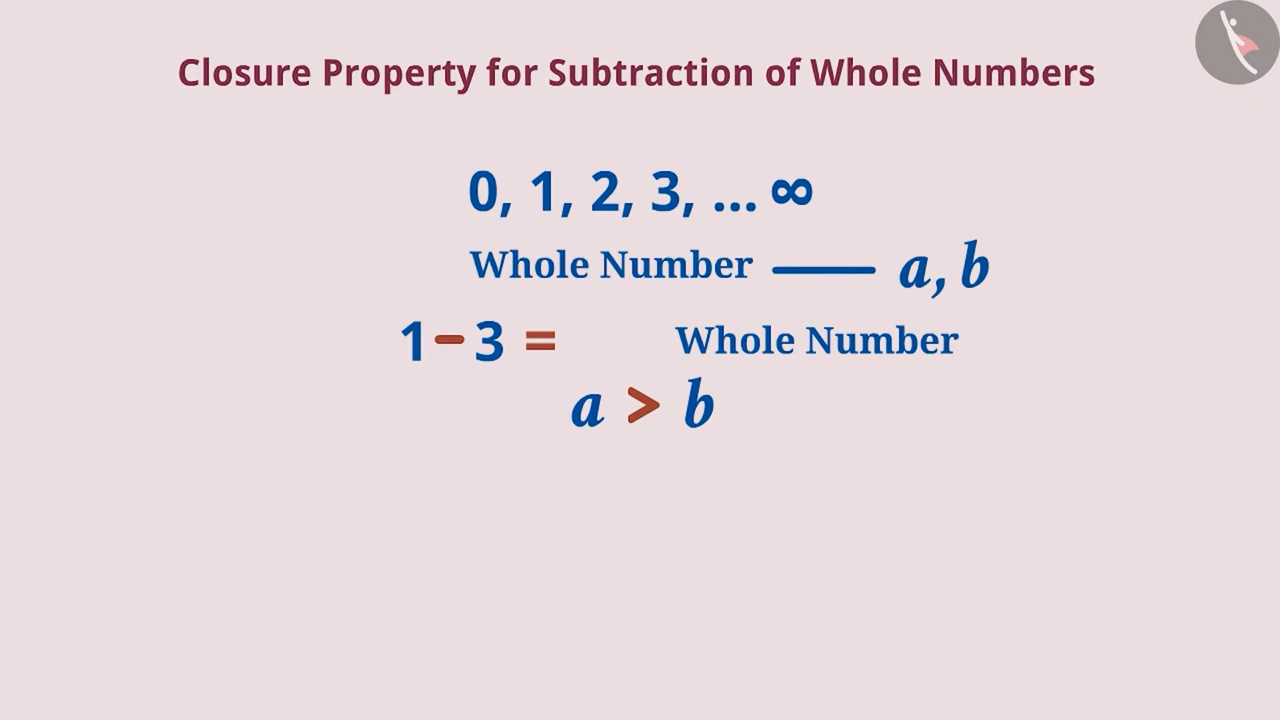 Closure Property for Subtraction of Whole Numbers
0, 1, 2, 3, ... ∞
Whole Number — a, b
1 − 3 = Whole Number
a > b